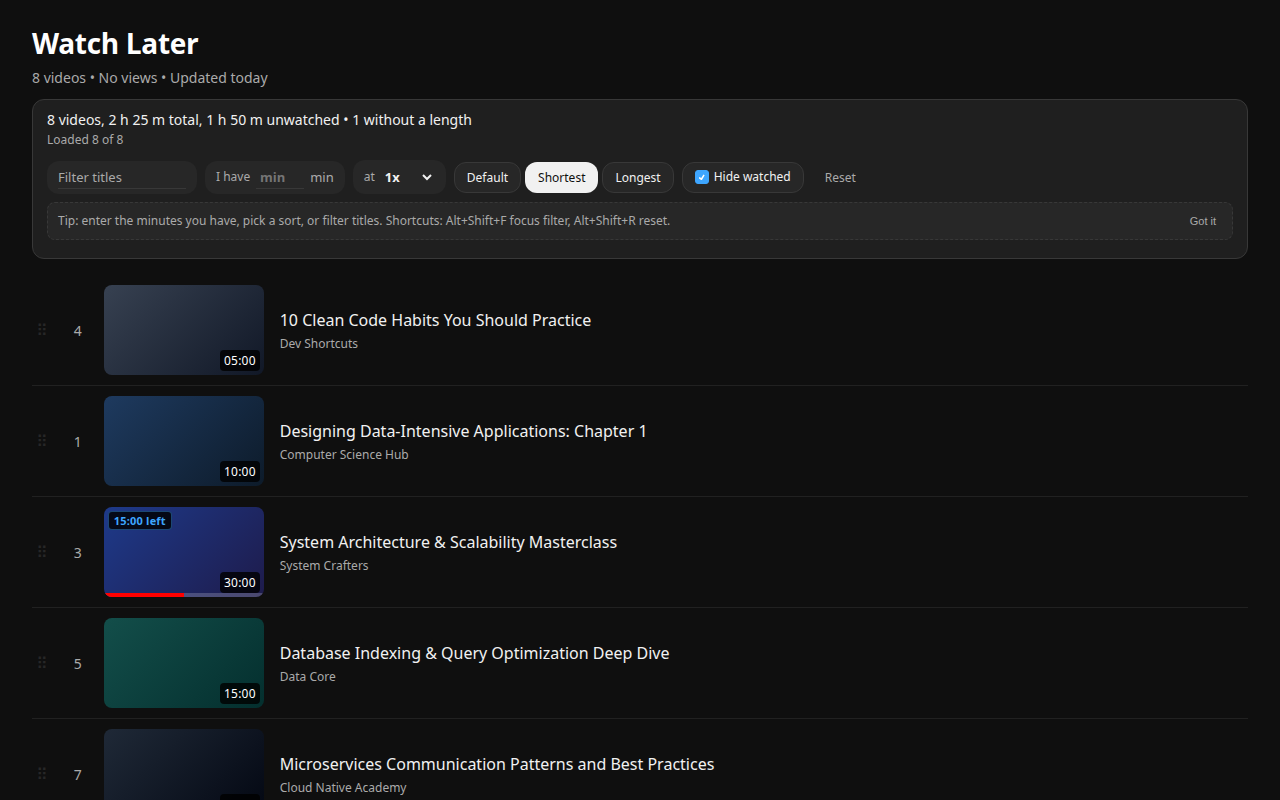 Watch Later
8 videos • No views • Updated today
8 videos, 2 h 25 m total, 1 h 50 m unwatched • 1 without a length
Loaded 8 of 8
Filter titles
I have min min
at 1x
Default
Shortest
Longest
Hide watched
Reset
Tip: enter the minutes you have, pick a sort, or filter titles. Shortcuts: Alt+Shift+F focus filter, Alt+Shift+R reset.
Got it
4
05:00
10 Clean Code Habits You Should Practice
Dev Shortcuts
1
10:00
Designing Data-Intensive Applications: Chapter 1
Computer Science Hub
3
15:00 left
30:00
System Architecture & Scalability Masterclass
System Crafters
5
15:00
Database Indexing & Query Optimization Deep Dive
Data Core
7
Microservices Communication Patterns and Best Practices
Cloud Native Academy